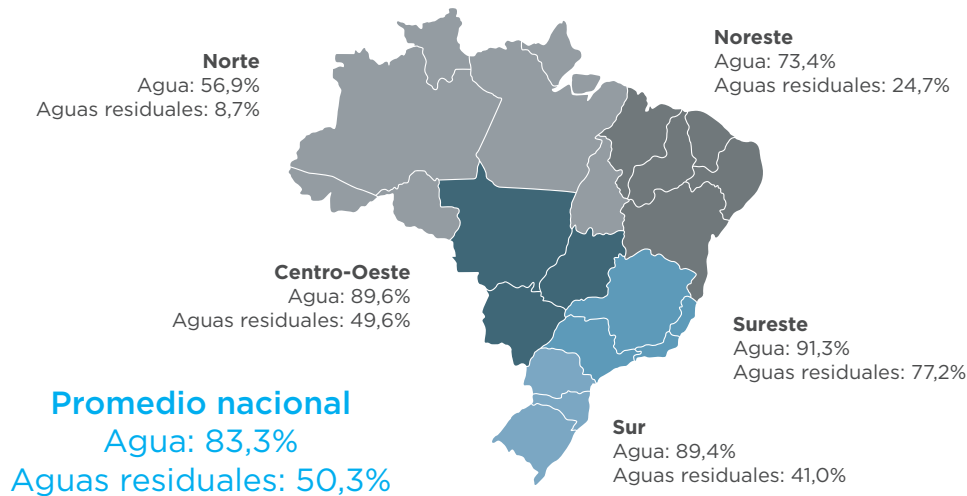 Norte
Agua: 56,9%
Aguas residuales: 8,7%
Noreste
Agua: 73,4%
Aguas residuales: 24,7%
Centro-Oeste
Agua: 89,6%
Aguas residuales: 49,6%
Sureste
Agua: 91,3%
Aguas residuales: 77,2%
Promedio nacional
Agua: 83,3%
Aguas residuales: 50,3%
Sur
Agua: 89,4%
Aguas residuales: 41,0%